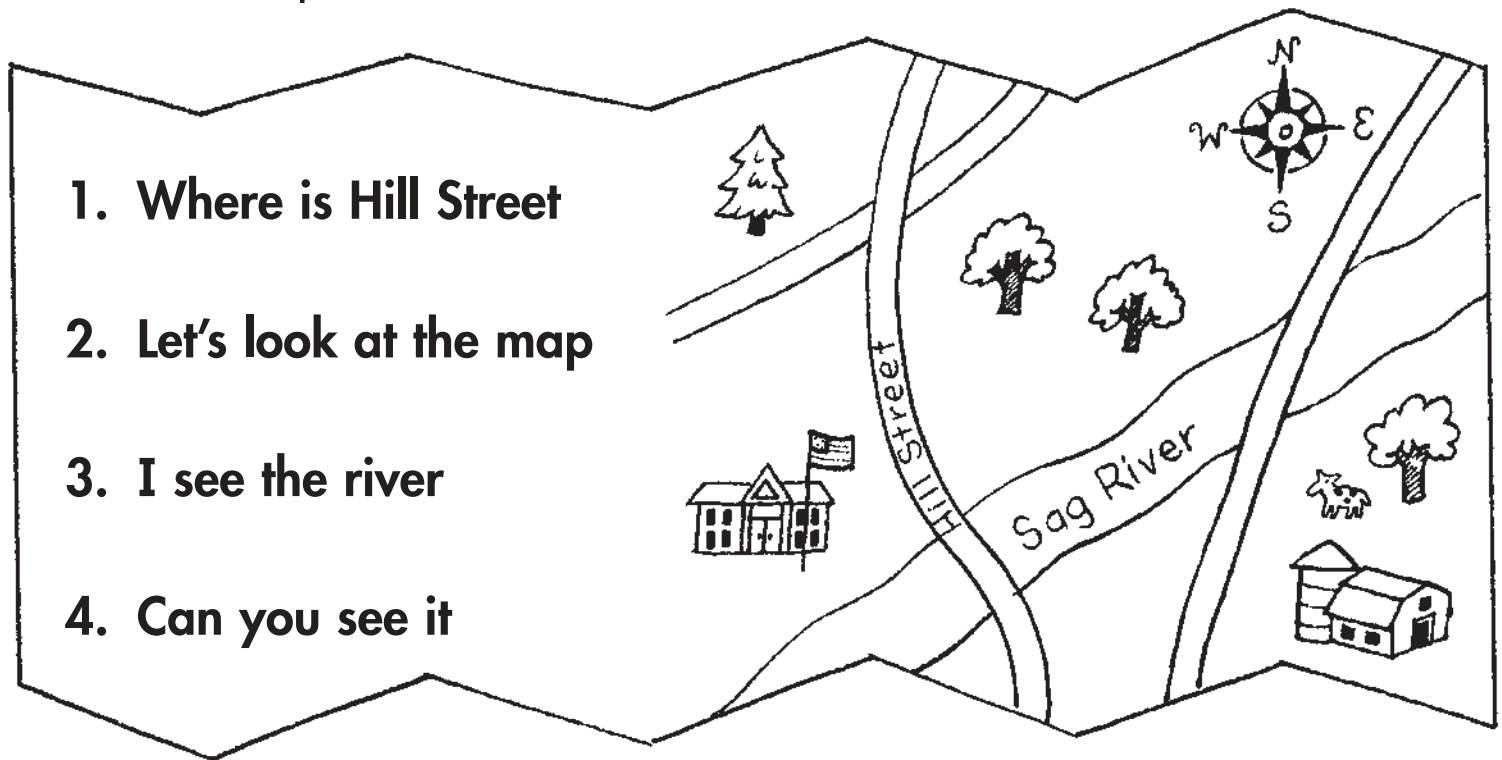 1. Where is Hill Street
2. Let's look at the map
3. I see the river
4. Can you see it
N
W
E
S
Hill Street
Sag River